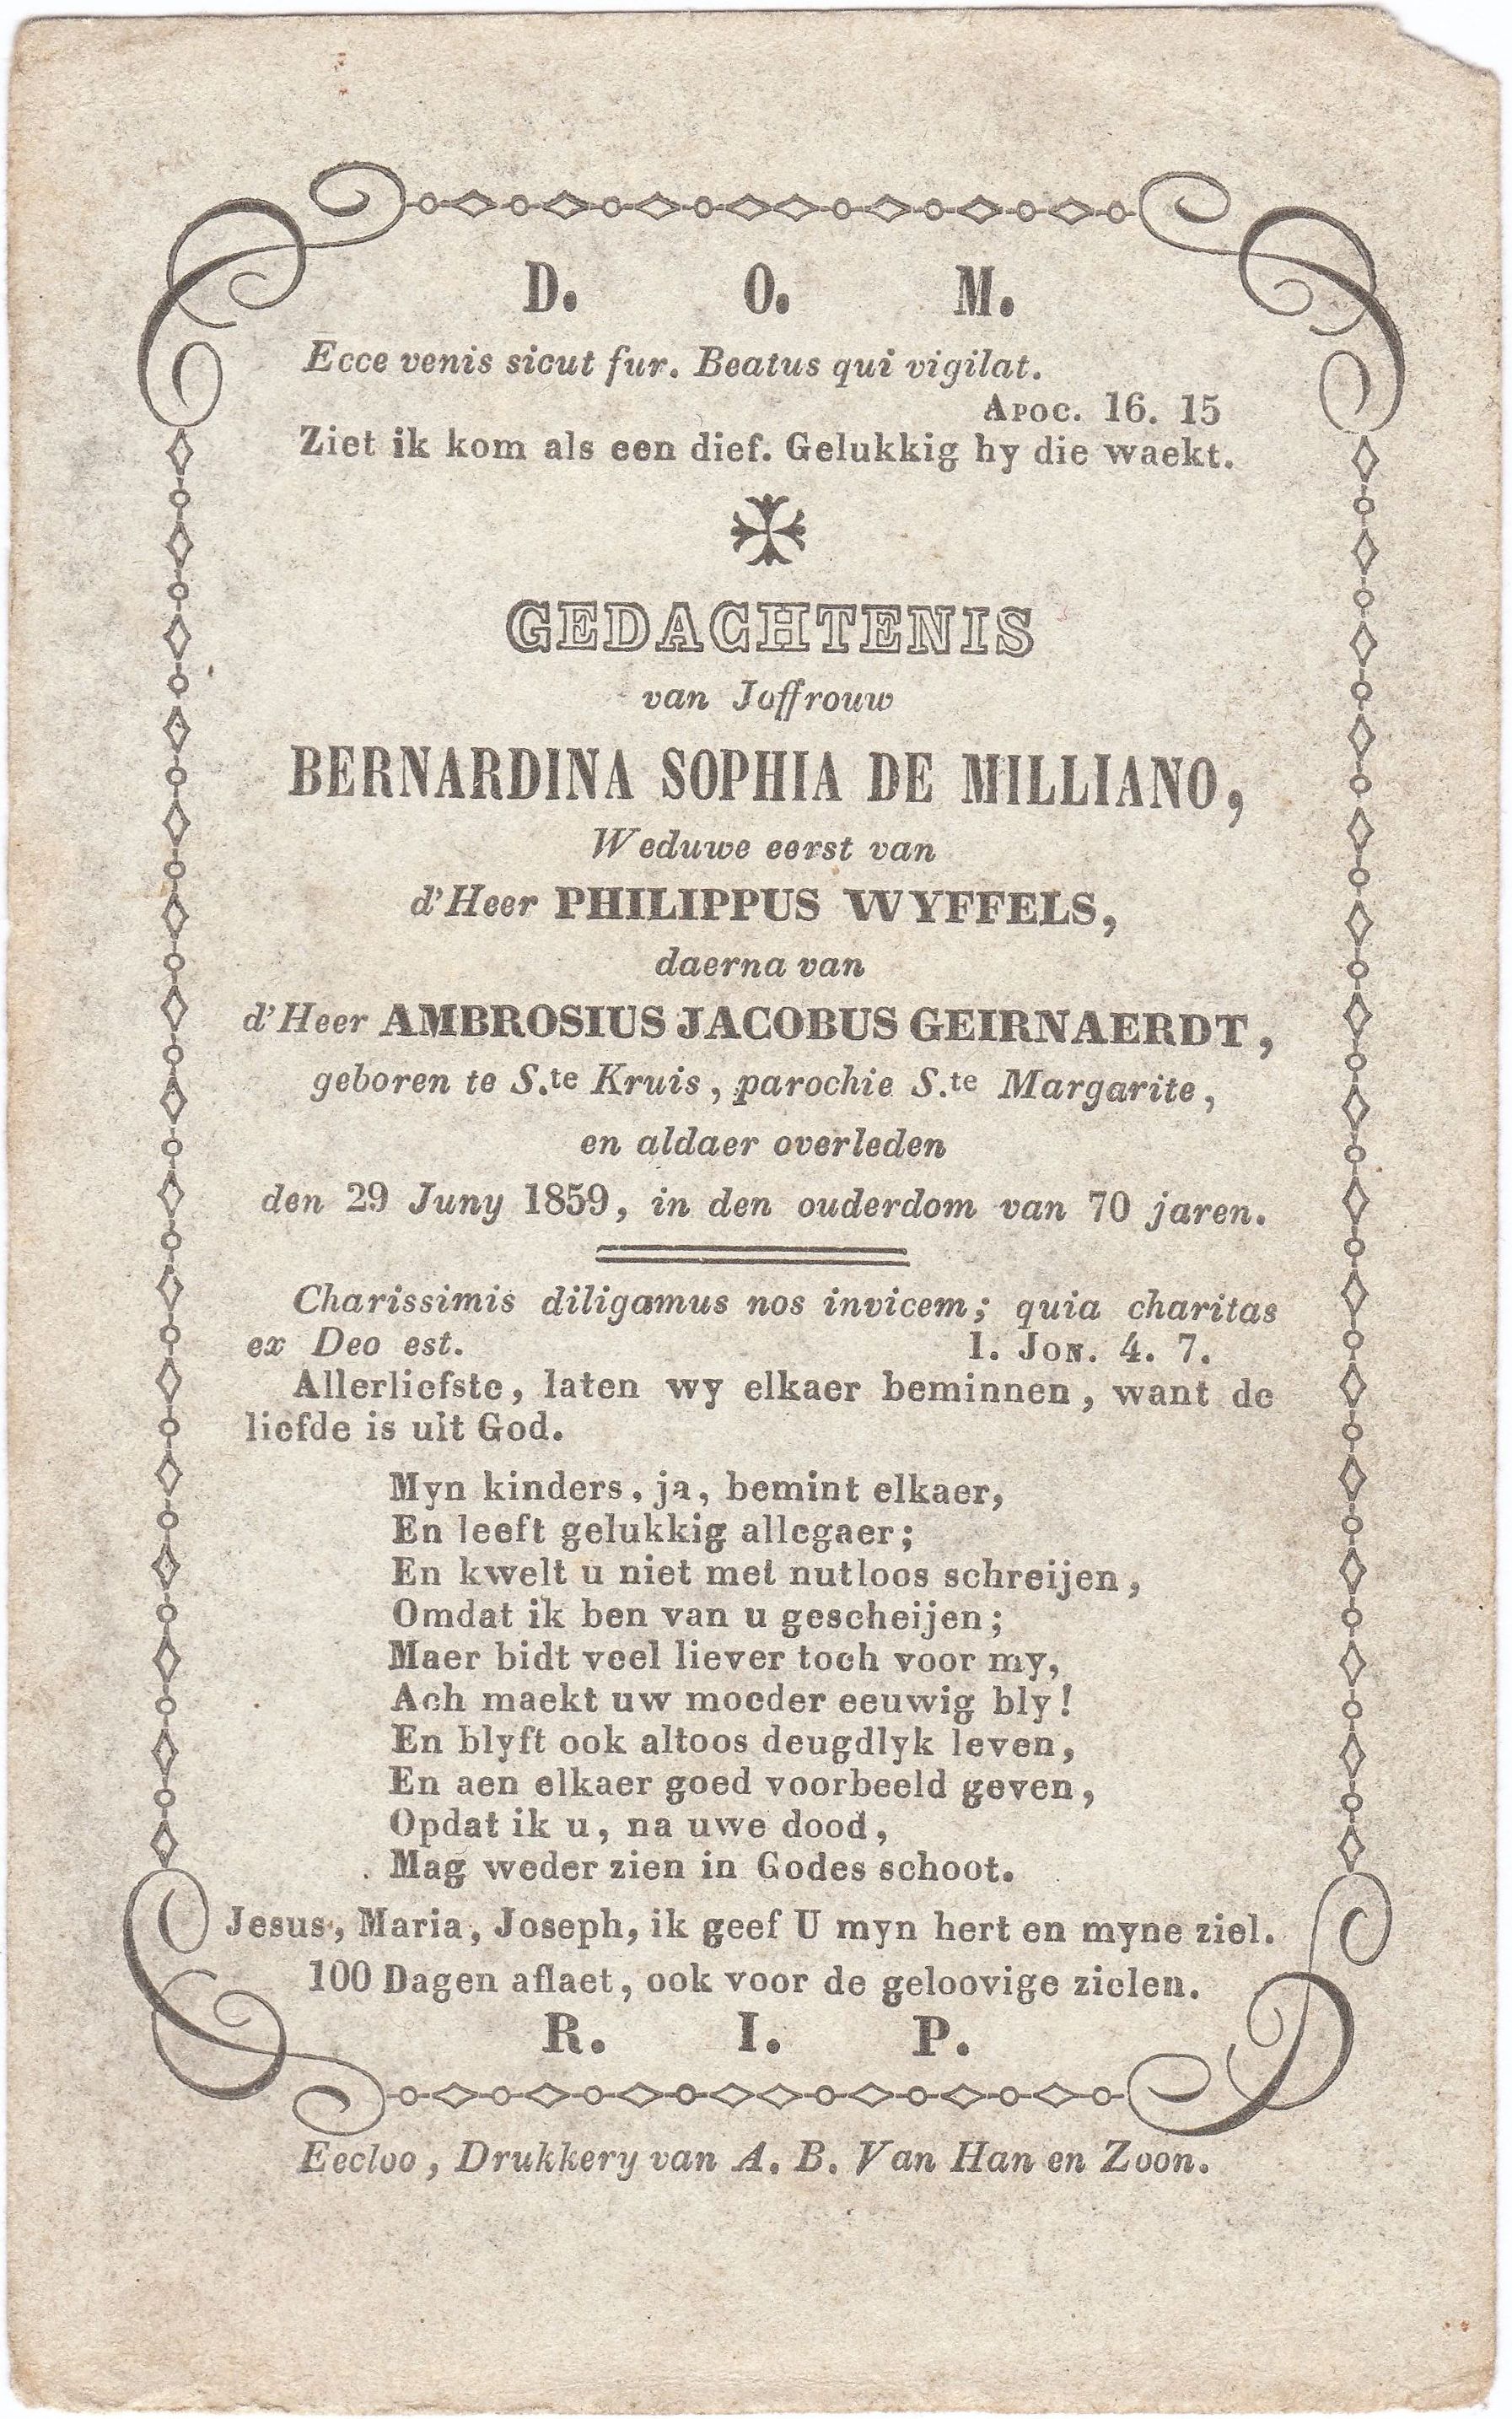 D. O. M.
Ecce venis sicut fur. Beatus qui vigilat.
Apoc. 16. 15
Ziet ik kom als een dief. Gelukkig hy die waekt.
GEDACHTENIS
van Joffrouw
BERNARDINA SOPHIA DE MILLIANO,
Weduwe eerst van
d'Heer PHILIPPUS WYFFELS,
daerna van
d'Heer AMBROSIUS JACOBUS GEIRNAERDT,
geboren te S.te Kruis, parochie S.te Margarite,
en aldaer overleden
den 29 Juny 1859, in den ouderdom van 70 jaren.
Charissimis diligamus nos invicem; quia charitas
ex Deo est. 1. Joh. 4. 7.
Allerliefste, laten wy elkaer beminnen, want de
liefde is uit God.
Myn kinders, ja, bemint elkaer,
En leeft gelukkig allegaer;
En kwelt u niet met nutloos schreijen,
Omdat ik ben van u gescheijen;
Maer bidt veel liever toch voor my,
Ach maekt uw moeder eeuwig bly!
En blyft ook altoos deugdlyk leven,
En aen elkaer goed voorbeeld geven,
Opdat ik u, na uwe dood,
Mag weder zien in Godes schoot.
Jesus, Maria, Joseph, ik geef U myn hert en myne ziel.
100 Dagen aflaet, ook voor de geloovige zielen.
R. I. P.
Eecloo, Drukkery van A. B. Van Han en Zoon.